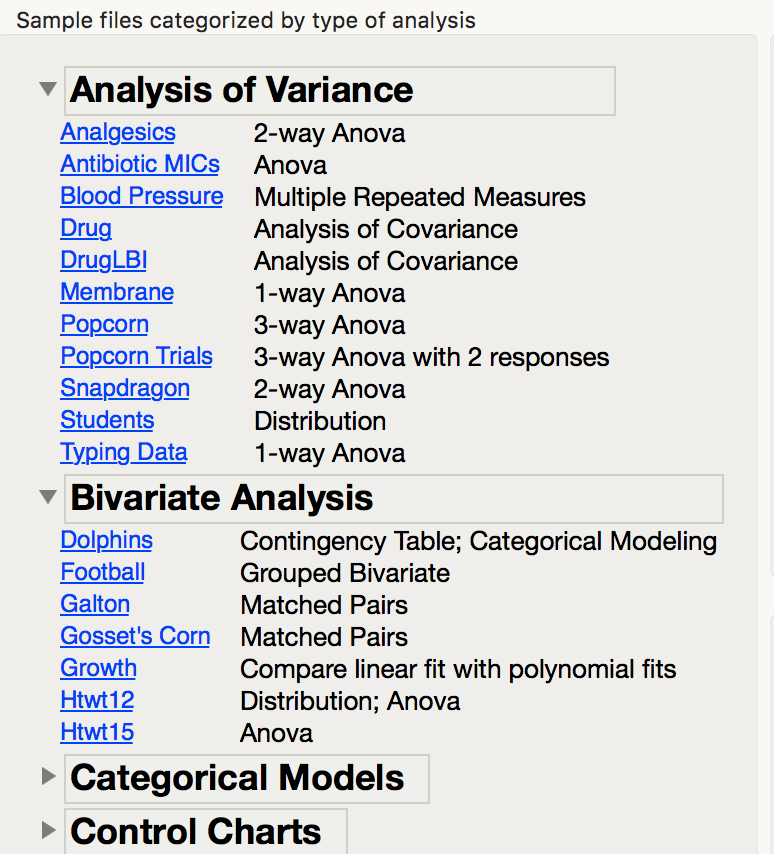 Sample files categorized by type of analysis
Analysis of Variance
Analgesics 2-way Anova
Antibiotic MICs Anova
Blood Pressure Multiple Repeated Measures
Drug Analysis of Covariance
DrugLBI Analysis of Covariance
Membrane 1-way Anova
Popcorn 3-way Anova
Popcorn Trials 3-way Anova with 2 responses
Snapdragon 2-way Anova
Students Distribution
Typing Data 1-way Anova
Bivariate Analysis
Dolphins Contingency Table; Categorical Modeling
Football Grouped Bivariate
Galton Matched Pairs
Gosset's Corn Matched Pairs
Growth Compare linear fit with polynomial fits
Htwt12 Distribution; Anova
Htwt15 Anova
Categorical Models
Control Charts